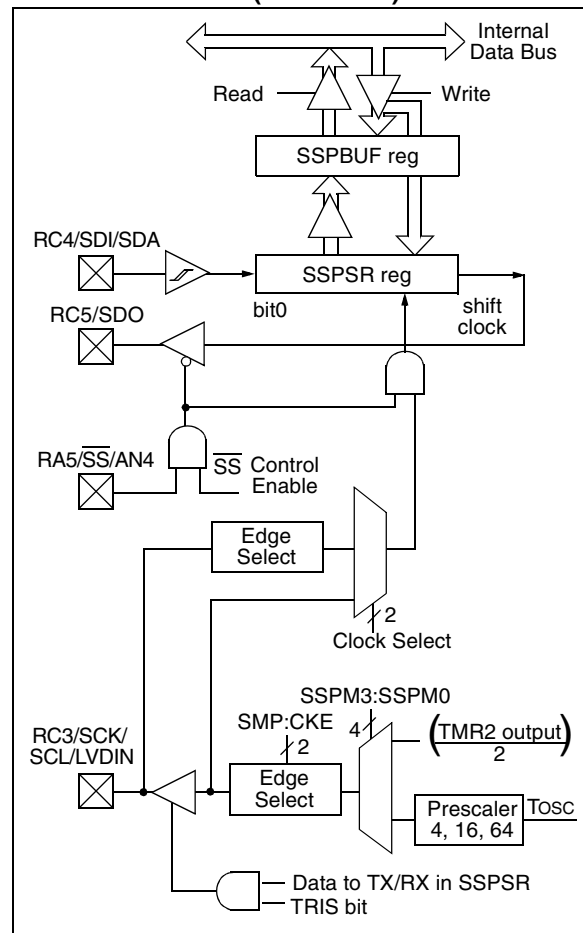 Internal
Data Bus
Read
Write
SSPBUF reg
RC4/SDI/SDA
SSPSR reg
bit0
shift
clock
RC5/SDO
RA5/SS/AN4
SS Control
Enable
Edge
Select
2
Clock Select
SSPM3:SSPM0
SMP:CKE
4
(TMR2 output)
2
2
RC3/SCK/
SCL/LVDIN
Edge
Select
Prescaler
4, 16, 64
TOSC
Data to TX/RX in SSPSR
TRIS bit